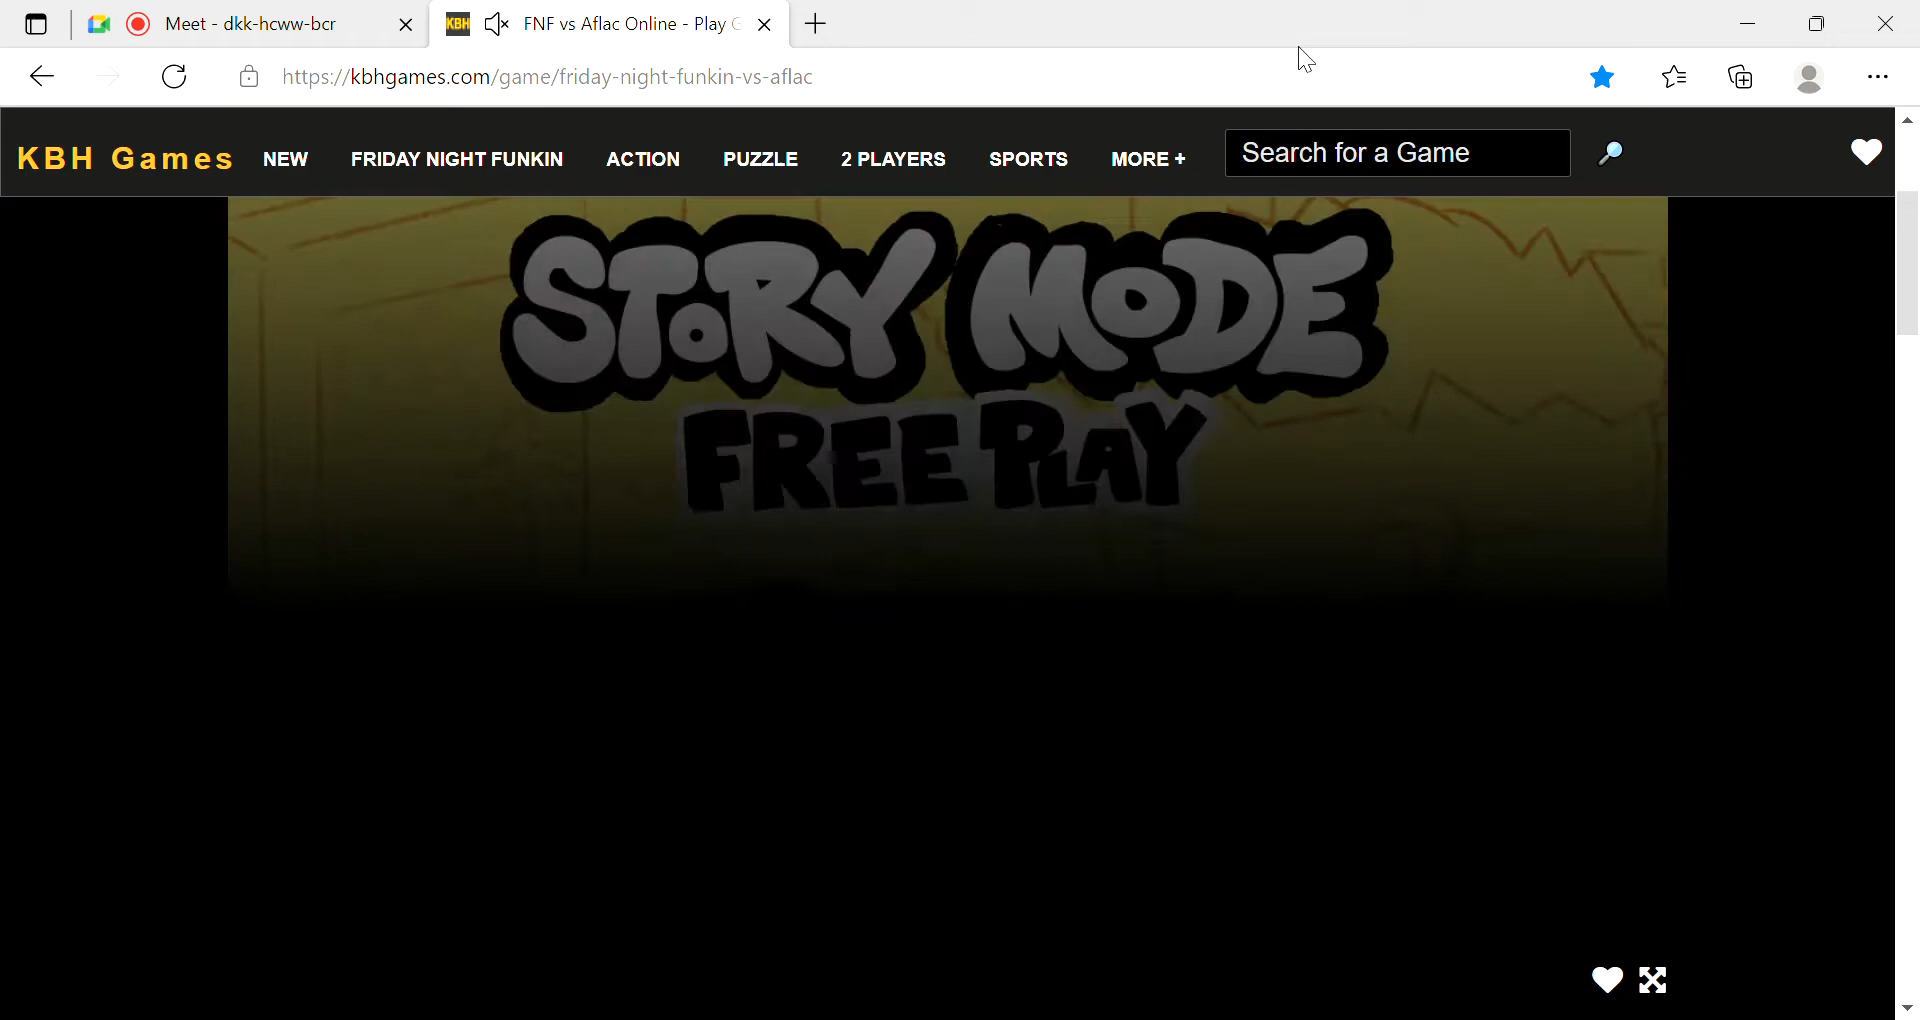 Meet - dkk-hcww-bcr
KBH FNF vs Aflac Online - Play G
https://kbhgames.com/game/friday-night-funkin-vs-aflac
KBH Games NEW FRIDAY NIGHT FUNKIN ACTION PUZZLE 2 PLAYERS SPORTS MORE + Search for a Game
STORY MODE
FREE PLAY